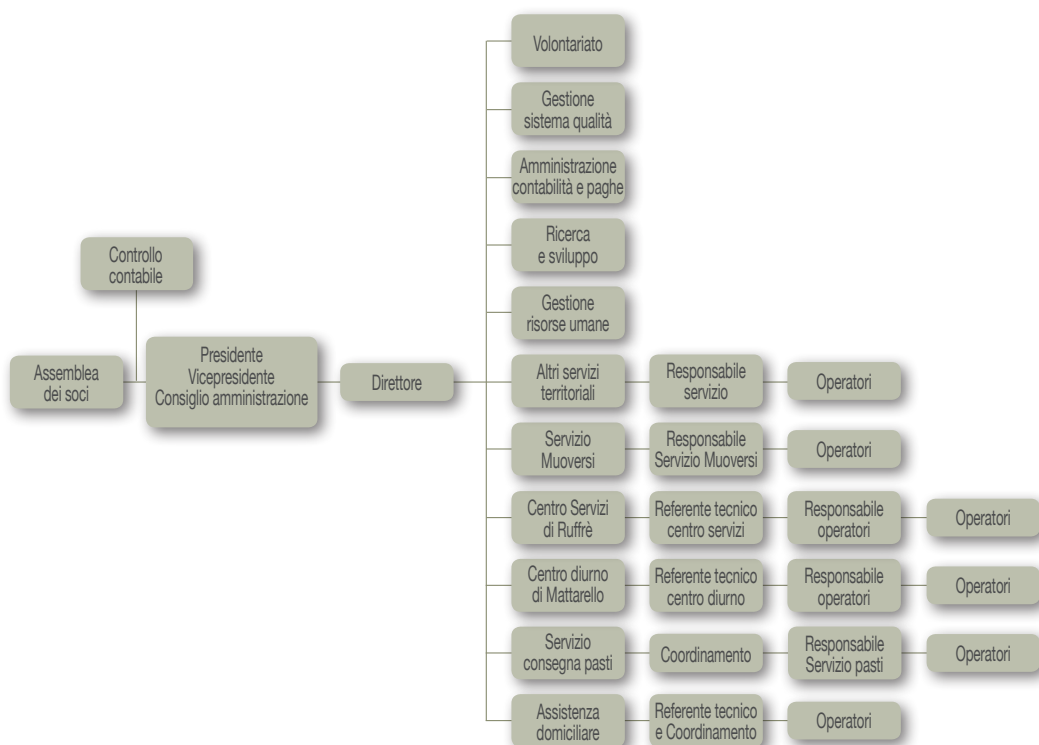 Volontariato
Gestione
sistema qualità
Amministrazione
contabilità e paghe
Ricerca
e sviluppo
Controllo
contabile
Gestione
risorse umane
Assemblea
dei soci
Presidente
Vicepresidente
Consiglio amministrazione
Direttore
Altri servizi
territoriali
Responsabile
servizio
Operatori
Servizio
Muoversi
Responsabile
Servizio Muoversi
Operatori
Centro Servizi
di Ruffrè
Referente tecnico
centro servizi
Responsabile
operatori
Operatori
Centro diurno
di Mattarello
Referente tecnico
centro diurno
Responsabile
operatori
Operatori
Servizio
consegna pasti
Coordinamento
Responsabile
Servizio pasti
Operatori
Assistenza
domiciliare
Referente tecnico
e Coordinamento
Operatori